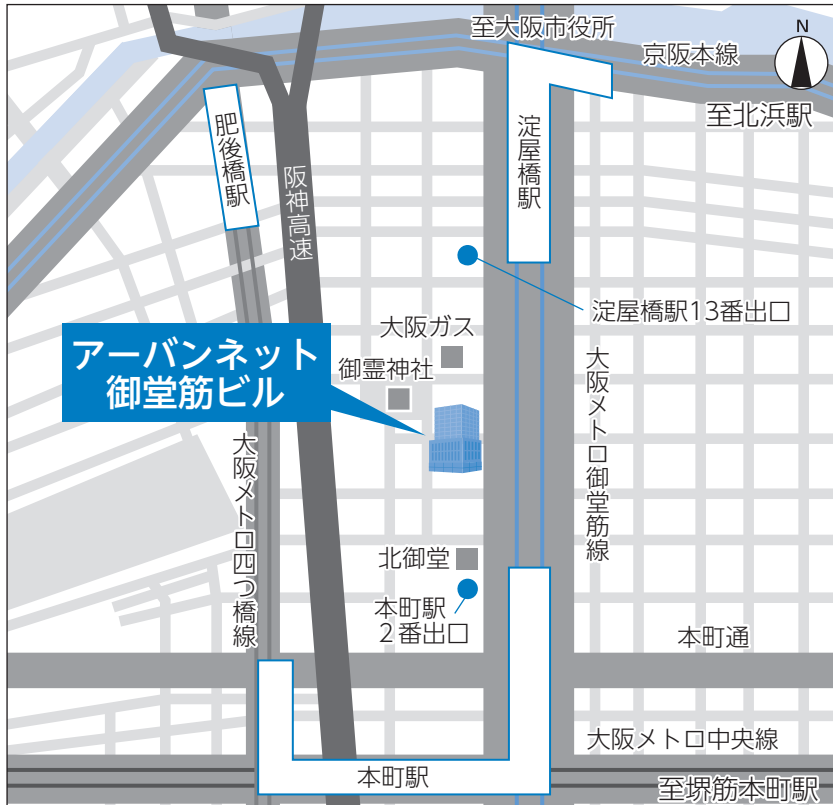 至大阪市役所
N
京阪本線
至北浜駅
肥後橋駅
淀屋橋駅
阪神高速
淀屋橋駅13番出口
大阪ガス
アーバンネット
御堂筋ビル
御霊神社
大阪メトロ御堂筋線
大阪メトロ四つ橋線
北御堂
本町駅
2番出口
本町通
大阪メトロ中央線
本町駅
至堺筋本町駅